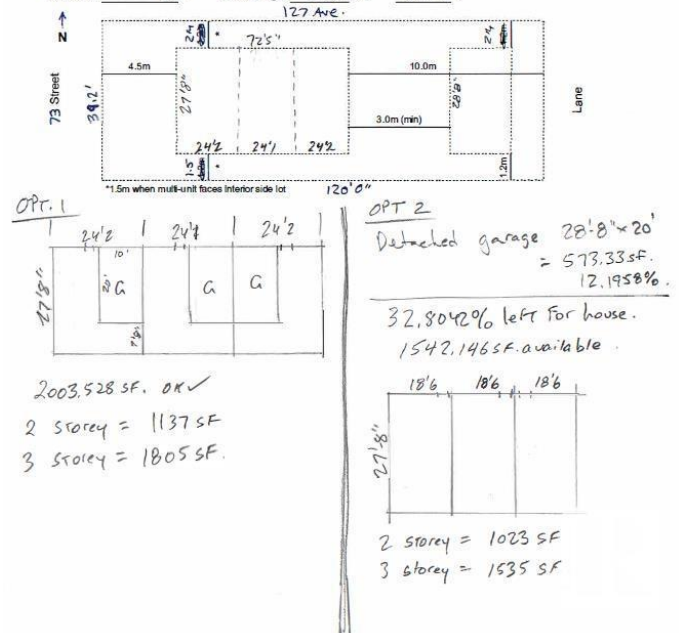 127 Ave.
N
2.4
72'5"
2.4
4.5m
10.0m
73 Street
39.2'
27'8"
28'8"
Lane
3.0m (min)
24'2 24'1 24'2
1.5
1.2m
*1.5m when multi-unit faces Interior side lot
120'0"
OPT. 1
24'2 24'1 24'2
10'
27'8"
20'
G G G
7'8"
2003.528 SF. OK✓
2 storey = 1137 SF
3 storey = 1805 SF.
OPT 2
Detached garage 28'-8" × 20'
= 573.33 SF.
12.1958%.
32.8042% left For house.
1542.146 SF. available.
18'6 18'6 18'6
27'-8"
2 storey = 1023 SF
3 storey = 1535 SF